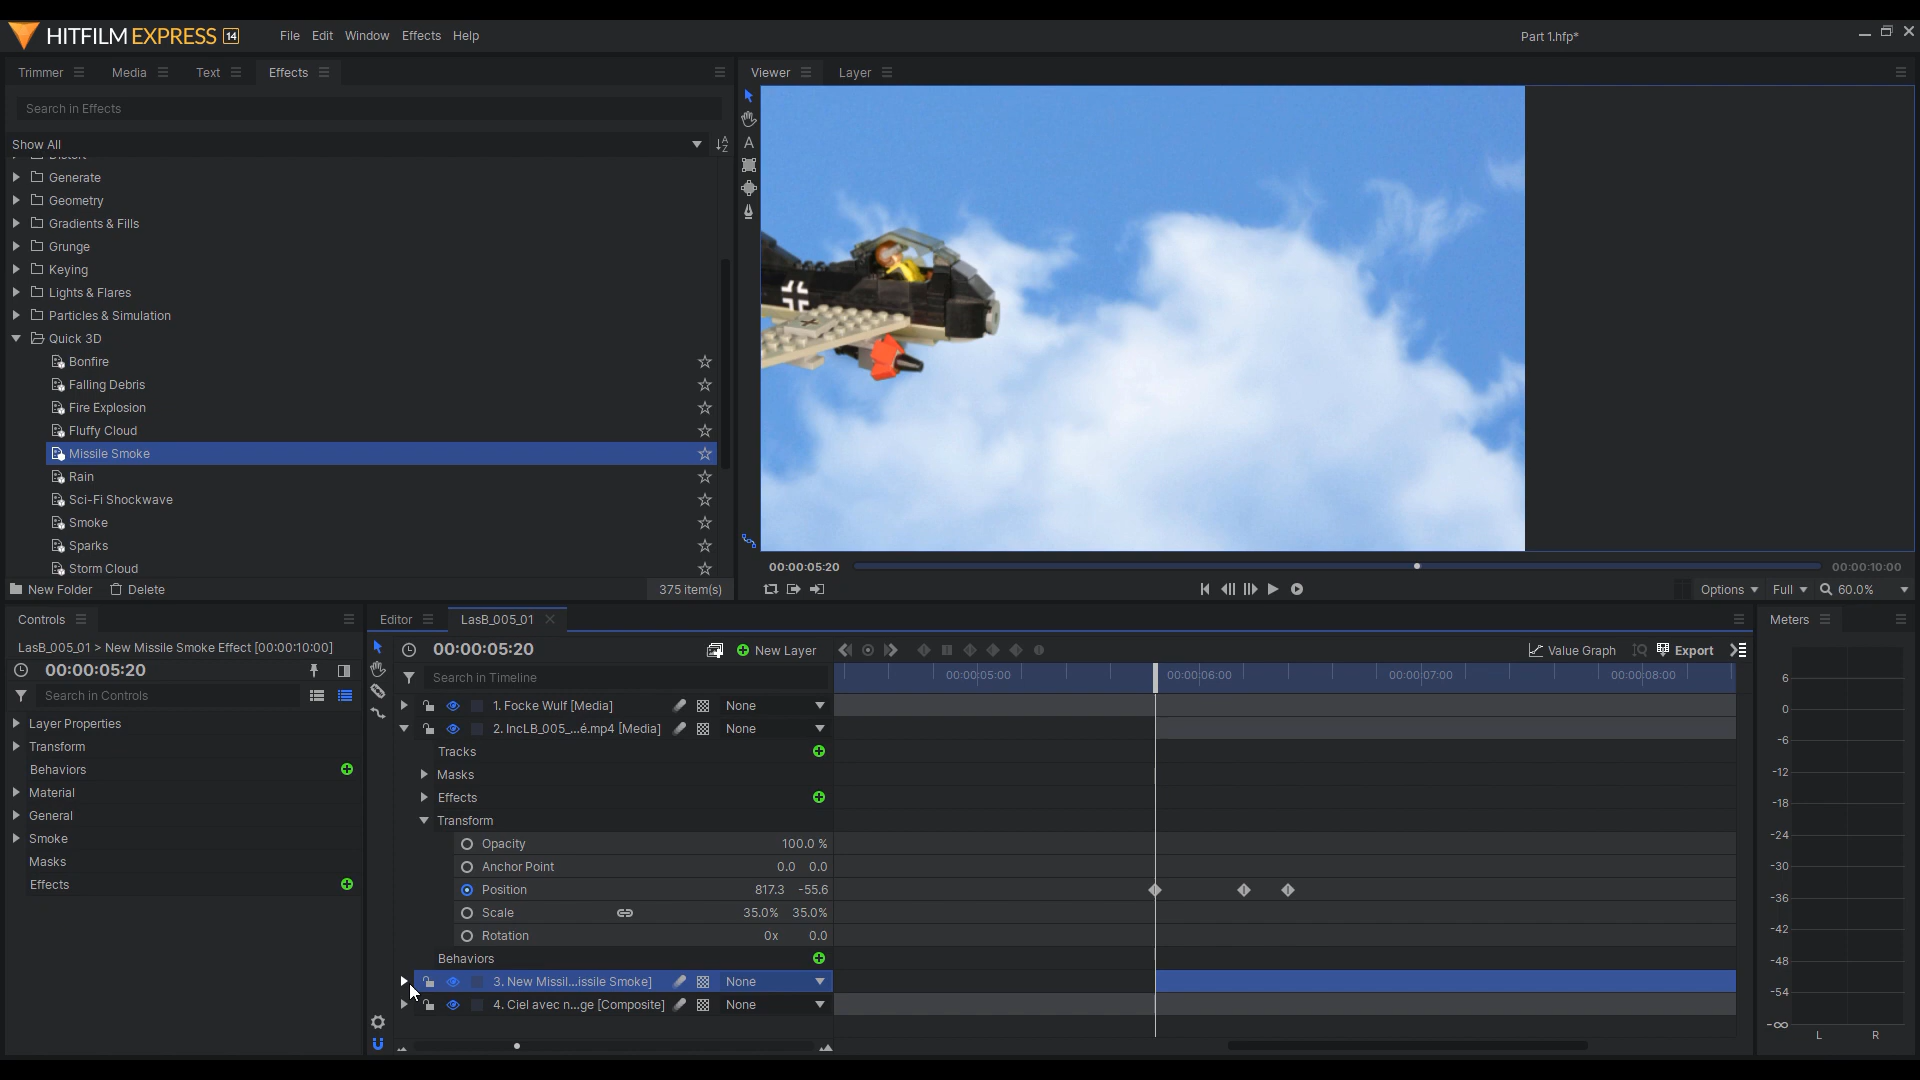 HITFILM EXPRESS 14
File Edit Window Effects Help
Part 1.hfp*
Trimmer Media Text Effects
Search in Effects
Show All
Distort
Generate
Geometry
Gradients & Fills
Grunge
Keying
Lights & Flares
Particles & Simulation
Quick 3D
Bonfire
Falling Debris
Fire Explosion
Fluffy Cloud
Missile Smoke
Rain
Sci-Fi Shockwave
Smoke
Sparks
Storm Cloud
New Folder Delete 375 item(s)
Viewer Layer
00:00:05:20 00:00:10:00
Options Full 60.0%
Controls
LasB_005_01 > New Missile Smoke Effect [00:00:10:00]
00:00:05:20
Search in Controls
Layer Properties
Transform
Behaviors
Material
General
Smoke
Masks
Effects
Editor LasB_005_01
00:00:05:20 New Layer Value Graph Export
Search in Timeline
00:00:05:00 00:00:06:00 00:00:07:00 00:00:08:00
1. Focke Wulf [Media] None
2. IncLB_005_...é.mp4 [Media] None
Tracks
Masks
Effects
Transform
Opacity 100.0 %
Anchor Point 0.0 0.0
Position 817.3 -55.6
Scale 35.0% 35.0%
Rotation 0x 0.0
Behaviors
3. New Missil...issile Smoke] None
4. Ciel avec n...ge [Composite] None
Meters
6
0
-6
-12
-18
-24
-30
-36
-42
-48
-54
-∞
L R